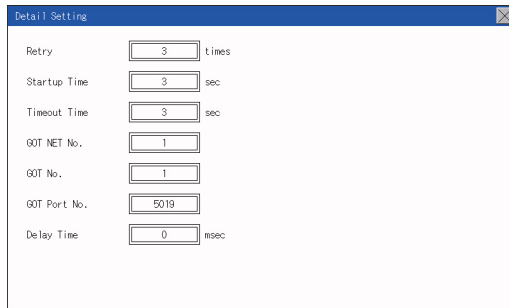 Detail Setting
Retry 3 times
Startup Time 3 sec
Timeout Time 3 sec
GOT NET No. 1
GOT No. 1
GOT Port No. 5019
Delay Time 0 msec